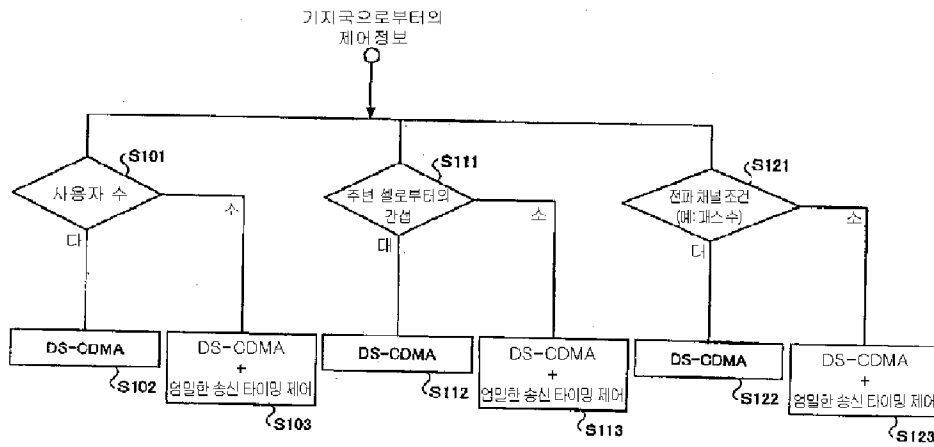 기지국으로부터의
제어정보
S101
사용자 수
소
다
S111
주변 셀로부터의
간섭
소
대
S121
전파 채널 조건
(예: 패스 수)
소
다
DS-CDMA
S102
DS-CDMA
+
엄밀한 송신 타이밍 제어
S103
DS-CDMA
S112
DS-CDMA
+
엄밀한 송신 타이밍 제어
S113
DS-CDMA
S122
DS-CDMA
+
엄밀한 송신 타이밍 제어
S123